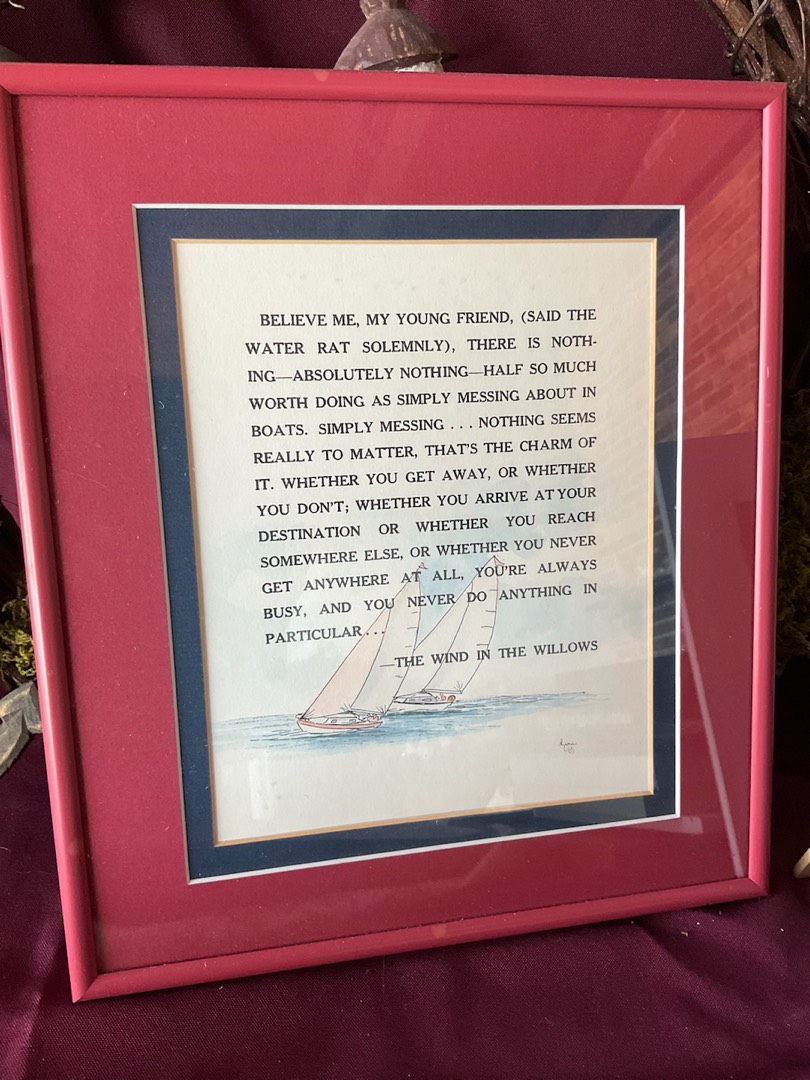 BELIEVE ME, MY YOUNG FRIEND, (SAID THE
WATER RAT SOLEMNLY), THERE IS NOTH-
ING—ABSOLUTELY NOTHING—HALF SO MUCH
WORTH DOING AS SIMPLY MESSING ABOUT IN
BOATS. SIMPLY MESSING . . . NOTHING SEEMS
REALLY TO MATTER, THAT'S THE CHARM OF
IT. WHETHER YOU GET AWAY, OR WHETHER
YOU DON'T; WHETHER YOU ARRIVE AT YOUR
DESTINATION OR WHETHER YOU REACH
SOMEWHERE ELSE, OR WHETHER YOU NEVER
GET ANYWHERE AT ALL, YOU'RE ALWAYS
BUSY, AND YOU NEVER DO ANYTHING IN
PARTICULAR . . .
—THE WIND IN THE WILLOWS